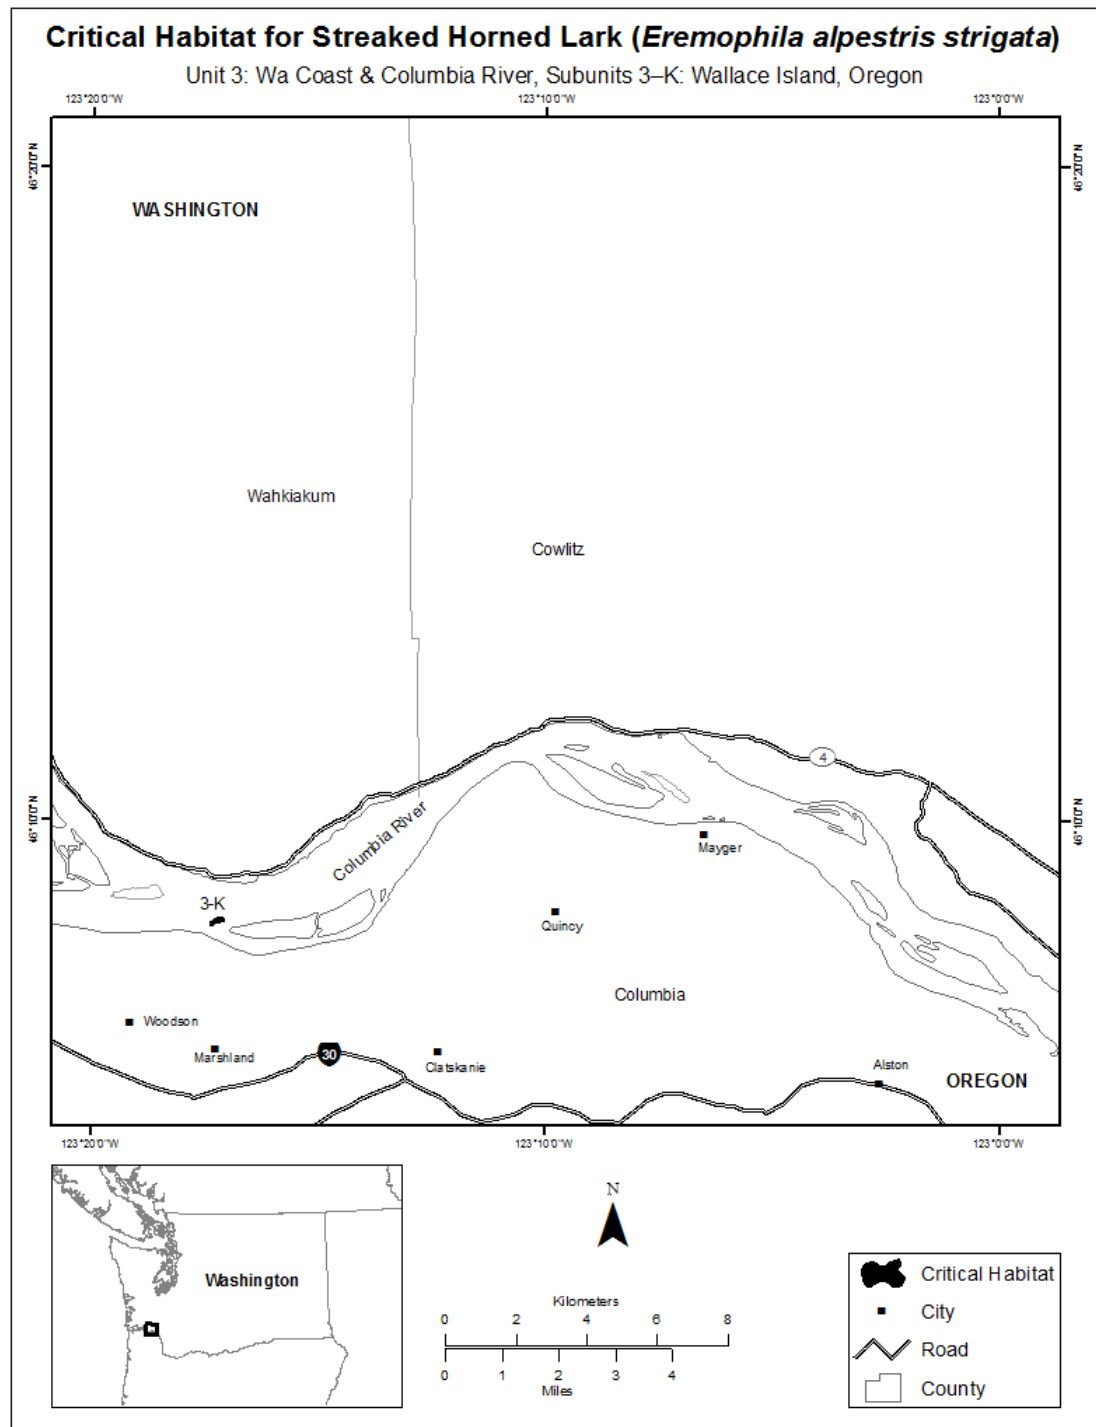 Critical Habitat for Streaked Horned Lark (Eremophila alpestris strigata)
Unit 3: Wa Coast & Columbia River, Subunits 3–K: Wallace Island, Oregon
123°20'0"W 123°10'0"W 123°0'0"W
46°20'0"N 46°20'0"N
WASHINGTON
Wahkiakum
Cowlitz
4
46°10'0"N 46°10'0"N
Columbia River
Mayger
3-K
Quincy
Columbia
Woodson
Marshland
30
Clatskanie
Alston
OREGON
123°20'0"W 123°10'0"W 123°0'0"W
Washington
N
Kilometers
0 2 4 6 8
0 1 2 3 4
Miles
Critical Habitat
City
Road
County